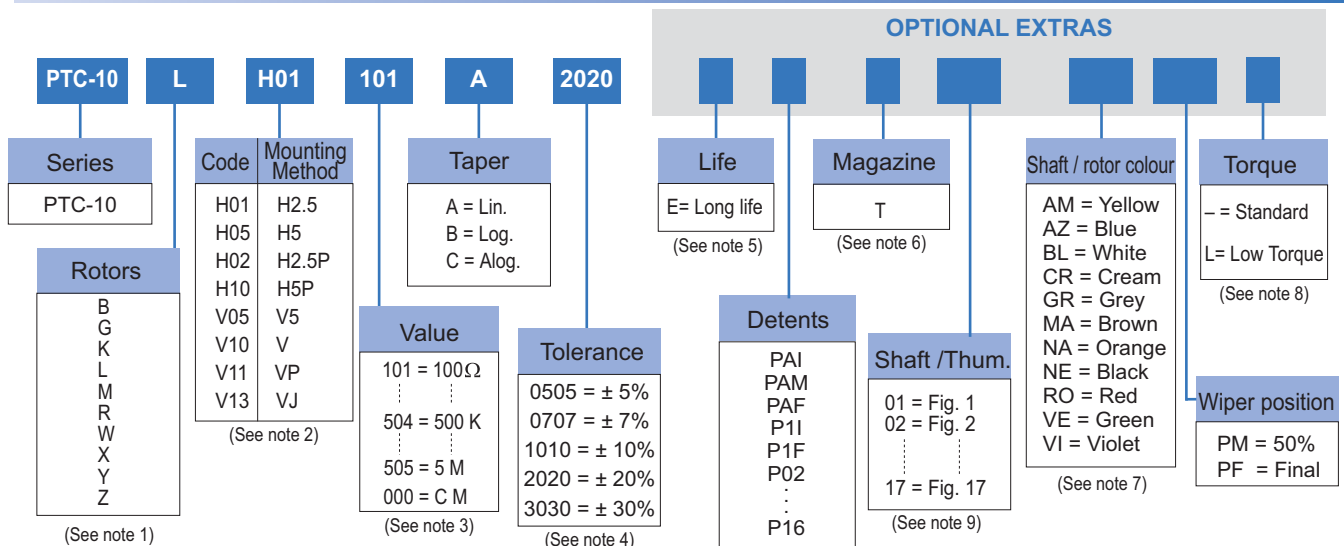 OPTIONAL EXTRAS
PTC-10 L H01 101 A 2020
Series
PTC-10
Rotors
B
G
K
L
M
R
W
X
Y
Z
(See note 1)
Code Mounting Method
H01 H2.5
H05 H5
H02 H2.5P
H10 H5P
V05 V5
V10 V
V11 VP
V13 VJ
(See note 2)
Value
101 = 100Ω
504 = 500 K
505 = 5 M
000 = C M
(See note 3)
Taper
A = Lin.
B = Log.
C = Alog.
Tolerance
0505 = ± 5%
0707 = ± 7%
1010 = ± 10%
2020 = ± 20%
3030 = ± 30%
(See note 4)
Life
E= Long life
(See note 5)
Detents
PAI
PAM
PAF
P1I
P1F
P02
:
:
P16
Magazine
T
(See note 6)
Shaft /Thum.
01 = Fig. 1
02 = Fig. 2
17 = Fig. 17
(See note 9)
Shaft / rotor colour
AM = Yellow
AZ = Blue
BL = White
CR = Cream
GR = Grey
MA = Brown
NA = Orange
NE = Black
RO = Red
VE = Green
VI = Violet
(See note 7)
Wiper position
PM = 50%
PF = Final
Torque
– = Standard
L= Low Torque
(See note 8)